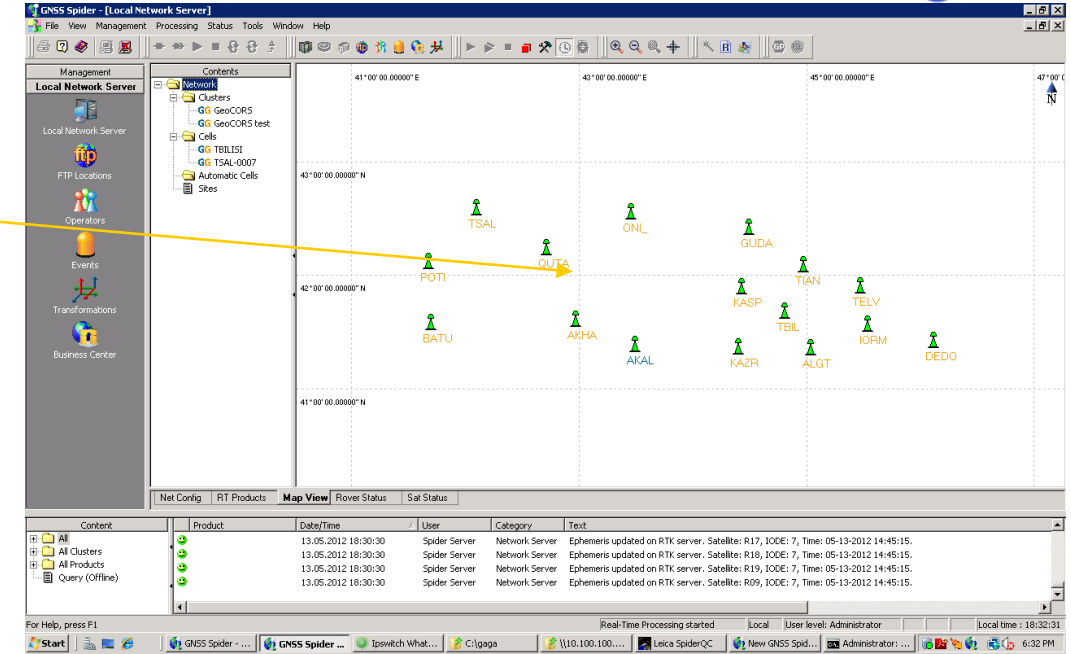 GNSS Spider - [Local Network Server]
File View Management Processing Status Tools Window Help
Management
Local Network Server
Local Network Server
FTP Locations
Operators
Events
Transformations
Business Center
Contents
Network
Clusters
GG GeoCORS
GG GeoCORS test
Cells
GG TBILISI
GG TSAL-0007
Automatic Cells
Sites
41°00'00.00000" E
43°00'00.00000" E
45°00'00.00000" E
47°00'
N
43°00'00.00000" N
TSAL
ONI_
GUDA
QUTA
POTI
TIAN
42°00'00.00000" N
KASP
TELV
BATU
AKHA
TBIL
IORM
AKAL
KAZR
ALGT
DEDO
41°00'00.00000" N
Net Config RT Products Map View Rover Status Sat Status
Content
All
All Clusters
All Products
Query (Offline)
Product Date/Time User Category Text
13.05.2012 18:30:30 Spider Server Network Server Ephemeris updated on RTK server. Satellite: R17, IODE: 7, Time: 05-13-2012 14:45:15.
13.05.2012 18:30:30 Spider Server Network Server Ephemeris updated on RTK server. Satellite: R18, IODE: 7, Time: 05-13-2012 14:45:15.
13.05.2012 18:30:30 Spider Server Network Server Ephemeris updated on RTK server. Satellite: R19, IODE: 7, Time: 05-13-2012 14:45:15.
13.05.2012 18:30:30 Spider Server Network Server Ephemeris updated on RTK server. Satellite: R09, IODE: 7, Time: 05-13-2012 14:45:15.
For Help, press F1
Real-Time Processing started Local User level: Administrator Local time : 18:32:31
Start GNSS Spider - ... GNSS Spider ... Ipswitch What... C:\gaga \\10.100.100.... Leica SpiderQC New GNSS Spid... Administrator: ... 6:32 PM